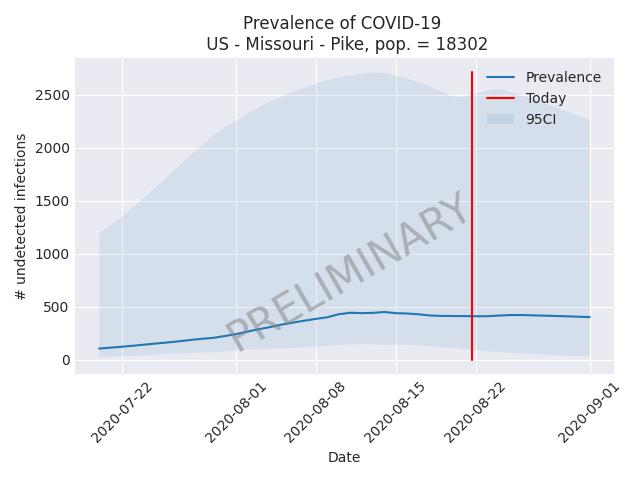 Prevalence of COVID-19
US - Missouri - Pike, pop. = 18302
Prevalence
Today
95CI
# undetected infections
2500
2000
1500
1000
500
0
PRELIMINARY
2020-07-22
2020-08-01
2020-08-08
2020-08-15
2020-08-22
2020-09-01
Date